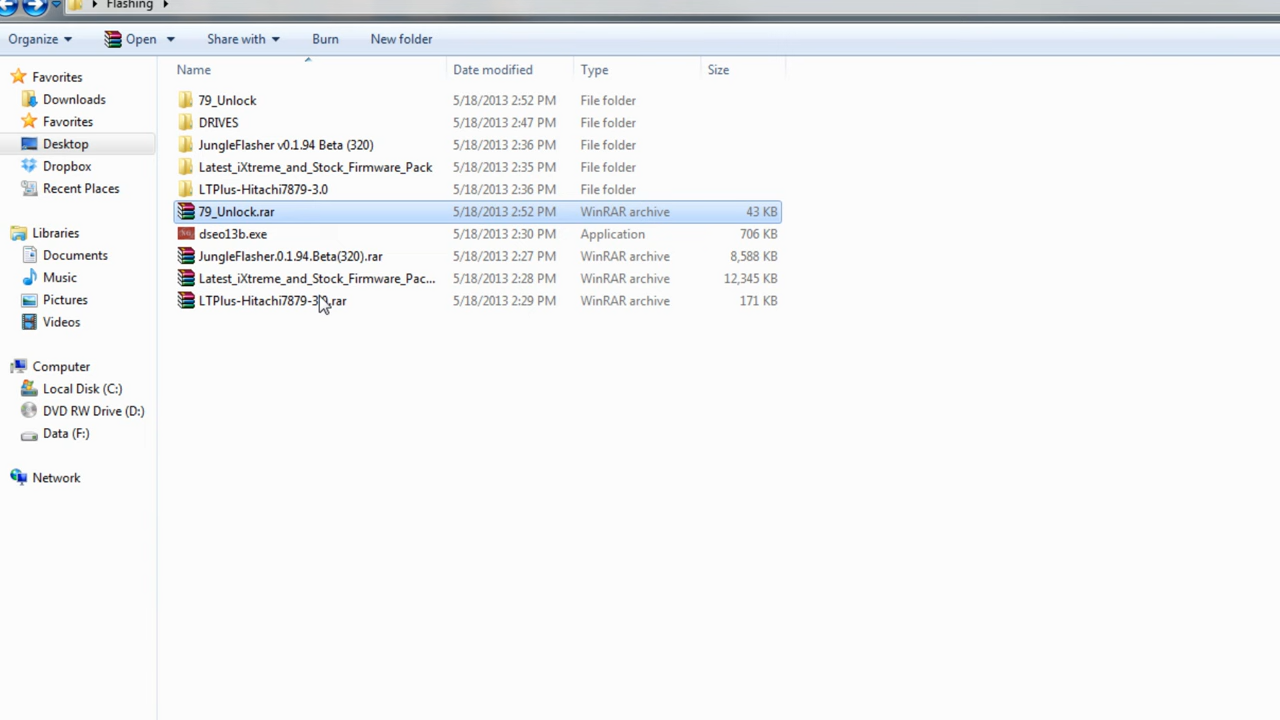 Flashing
Organize Open Share with Burn New folder
Name Date modified Type Size
Favorites
Downloads
Favorites
Desktop
Dropbox
Recent Places
Libraries
Documents
Music
Pictures
Videos
Computer
Local Disk (C:)
DVD RW Drive (D:)
Data (F:)
Network
79_Unlock 5/18/2013 2:52 PM File folder
DRIVES 5/18/2013 2:47 PM File folder
JungleFlasher v0.1.94 Beta (320) 5/18/2013 2:36 PM File folder
Latest_iXtreme_and_Stock_Firmware_Pack 5/18/2013 2:35 PM File folder
LTPlus-Hitachi7879-3.0 5/18/2013 2:36 PM File folder
79_Unlock.rar 5/18/2013 2:52 PM WinRAR archive 43 KB
dseo13b.exe 5/18/2013 2:30 PM Application 706 KB
JungleFlasher.0.1.94.Beta(320).rar 5/18/2013 2:27 PM WinRAR archive 8,588 KB
Latest_iXtreme_and_Stock_Firmware_Pac... 5/18/2013 2:28 PM WinRAR archive 12,345 KB
LTPlus-Hitachi7879-3.0.rar 5/18/2013 2:29 PM WinRAR archive 171 KB